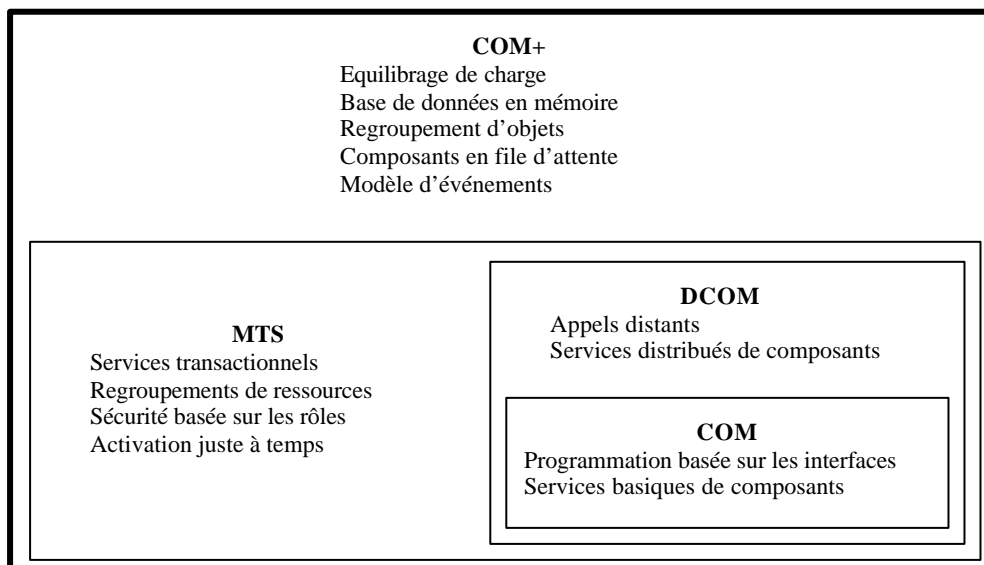 COM+
Equilibrage de charge
Base de données en mémoire
Regroupement d’objets
Composants en file d’attente
Modèle d’événements
MTS
Services transactionnels
Regroupements de ressources
Sécurité basée sur les rôles
Activation juste à temps
DCOM
Appels distants
Services distribués de composants
COM
Programmation basée sur les interfaces
Services basiques de composants